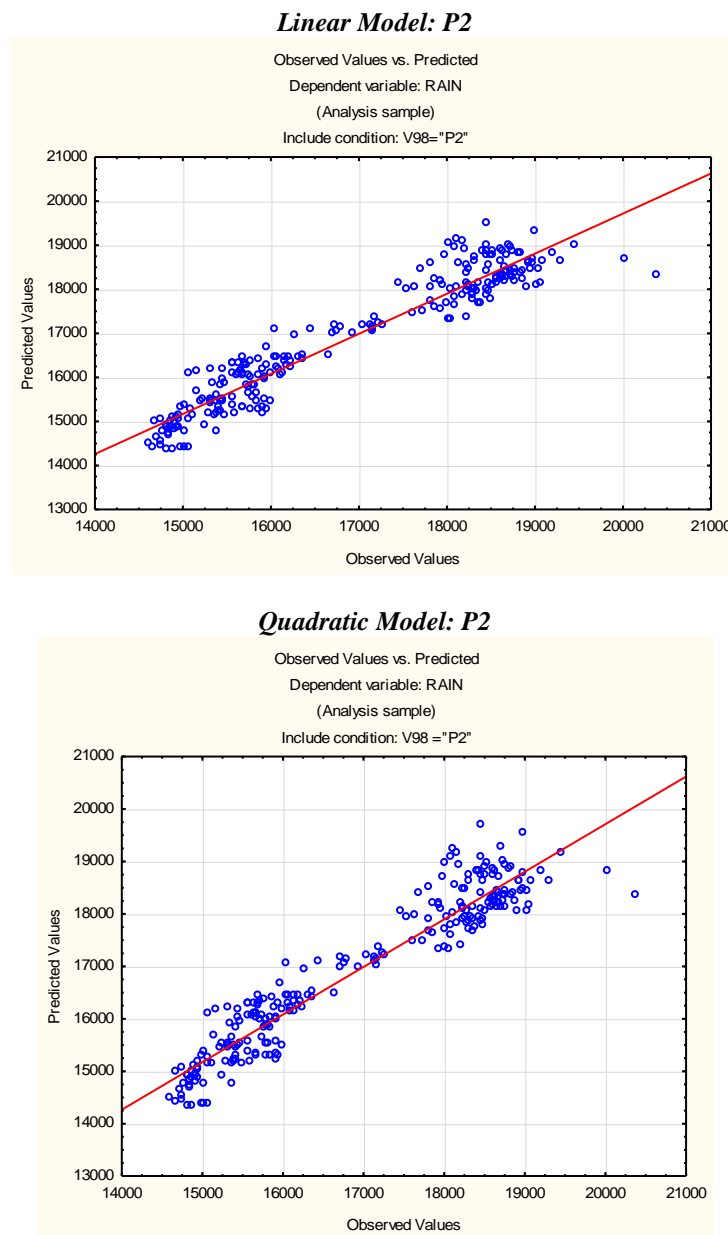 Linear Model: P2
Observed Values vs. Predicted
Dependent variable: RAIN
(Analysis sample)
Include condition: V98="P2"
21000
20000
19000
18000
17000
16000
15000
14000
13000
Predicted Values
14000 15000 16000 17000 18000 19000 20000 21000
Observed Values
Quadratic Model: P2
Observed Values vs. Predicted
Dependent variable: RAIN
(Analysis sample)
Include condition: V98 ="P2"
21000
20000
19000
18000
17000
16000
15000
14000
13000
Predicted Values
14000 15000 16000 17000 18000 19000 20000 21000
Observed Values